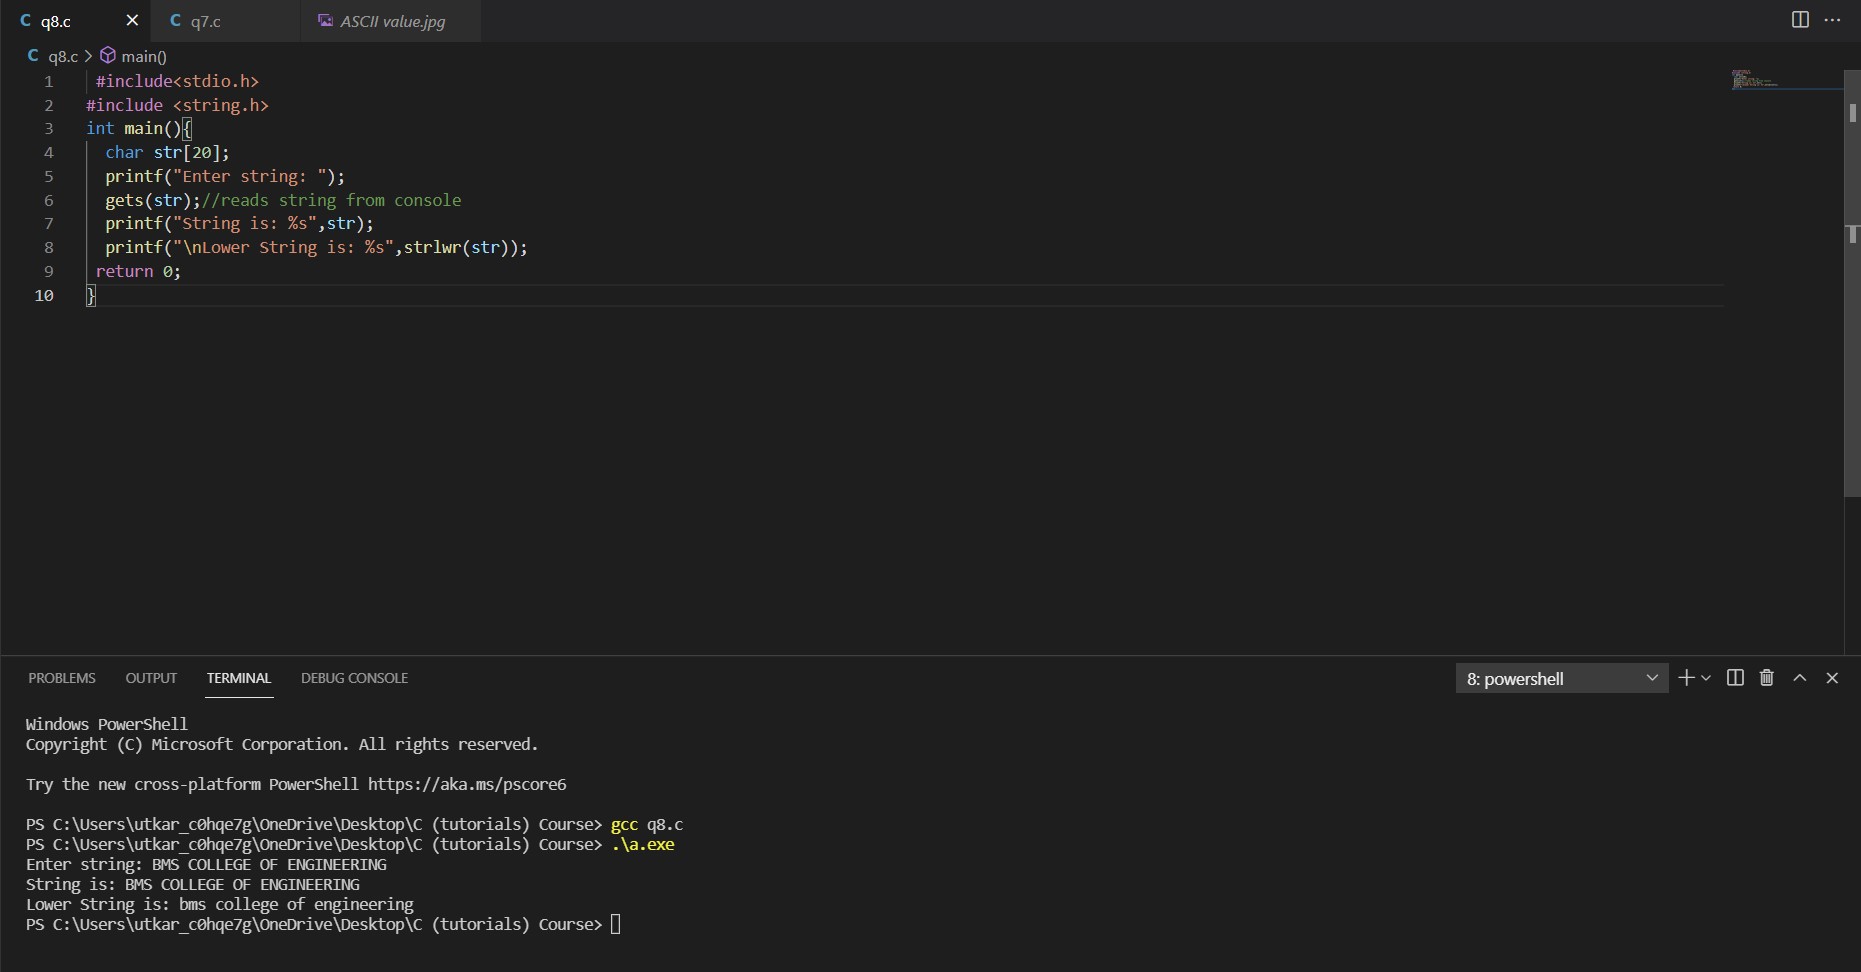 q8.c
q7.c
ASCII value.jpg
q8.c > main()
1 #include<stdio.h>
2 #include <string.h>
3 int main(){
4 char str[20];
5 printf("Enter string: ");
6 gets(str);//reads string from console
7 printf("String is: %s",str);
8 printf("\nLower String is: %s",strlwr(str));
9 return 0;
10 }
PROBLEMS OUTPUT TERMINAL DEBUG CONSOLE 8: powershell
Windows PowerShell
Copyright (C) Microsoft Corporation. All rights reserved.
Try the new cross-platform PowerShell https://aka.ms/pscore6
PS C:\Users\utkar_c0hqe7g\OneDrive\Desktop\C (tutorials) Course> gcc q8.c
PS C:\Users\utkar_c0hqe7g\OneDrive\Desktop\C (tutorials) Course> .\a.exe
Enter string: BMS COLLEGE OF ENGINEERING
String is: BMS COLLEGE OF ENGINEERING
Lower String is: bms college of engineering
PS C:\Users\utkar_c0hqe7g\OneDrive\Desktop\C (tutorials) Course>